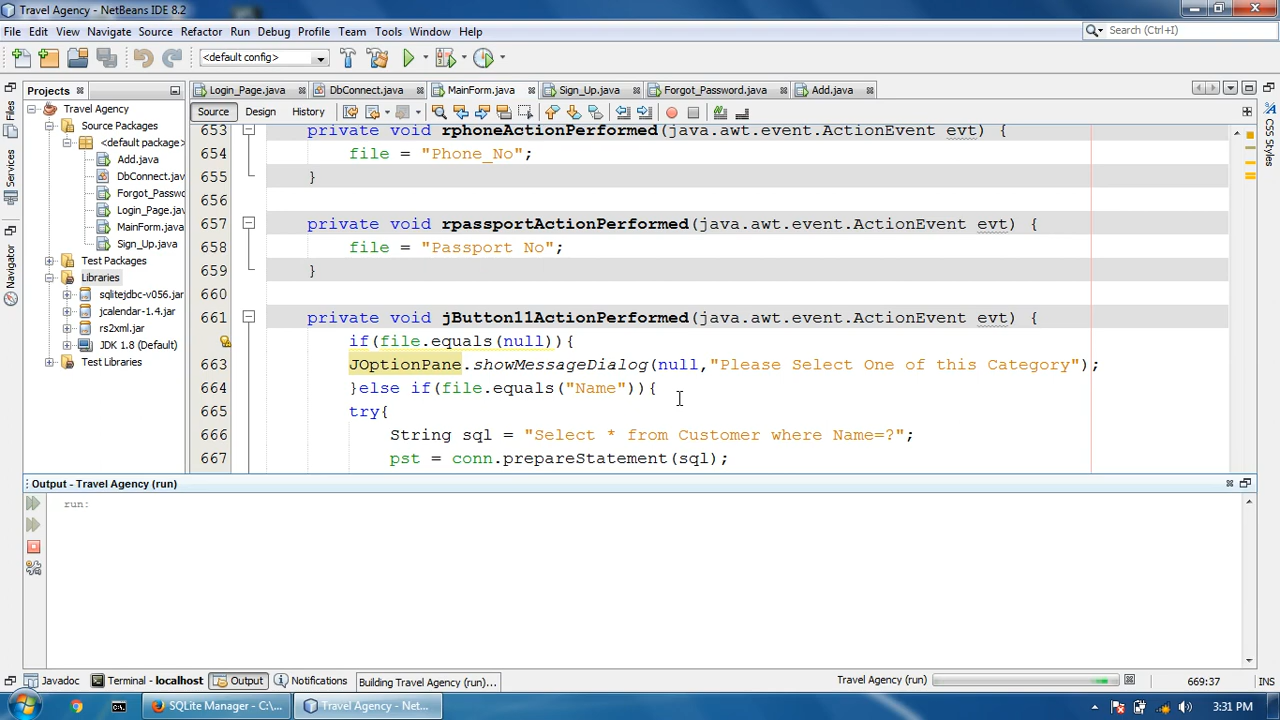 Travel Agency - NetBeans IDE 8.2
File Edit View Navigate Source Refactor Run Debug Profile Team Tools Window Help
Search (Ctrl+I)
<default config>
Projects
Login_Page.java DbConnect.java MainForm.java Sign_Up.java Forgot_Password.java Add.java
Source Design History
Files
Services
Navigator
CSS Styles
Travel Agency
Source Packages
<default package>
Add.java
DbConnect.jav
Forgot_Passwo
Login_Page.jav
MainForm.java
Sign_Up.java
Test Packages
Libraries
sqlitejdbc-v056.jar
jcalendar-1.4.jar
rs2xml.jar
JDK 1.8 (Default)
Test Libraries
653 private void rphoneActionPerformed(java.awt.event.ActionEvent evt) {
654 file = "Phone_No";
655 }
656
657 private void rpassportActionPerformed(java.awt.event.ActionEvent evt) {
658 file = "Passport No";
659 }
660
661 private void jButton11ActionPerformed(java.awt.event.ActionEvent evt) {
if(file.equals(null)){
663 JOptionPane.showMessageDialog(null,"Please Select One of this Category");
664 }else if(file.equals("Name")){
665 try{
666 String sql = "Select * from Customer where Name=?";
667 pst = conn.prepareStatement(sql);
Output - Travel Agency (run)
run:
Javadoc Terminal - localhost Output Notifications Building Travel Agency (run)... Travel Agency (run) 669:37 INS
SQLite Manager - C:\... Travel Agency - Net... 3:31 PM